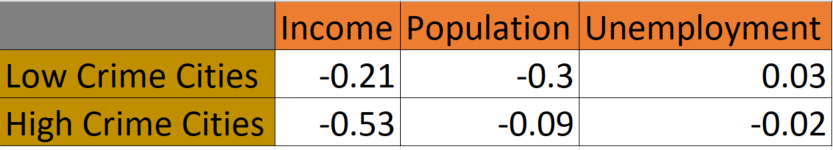 Income Population Unemployment
Low Crime Cities -0.21 -0.3 0.03
High Crime Cities -0.53 -0.09 -0.02